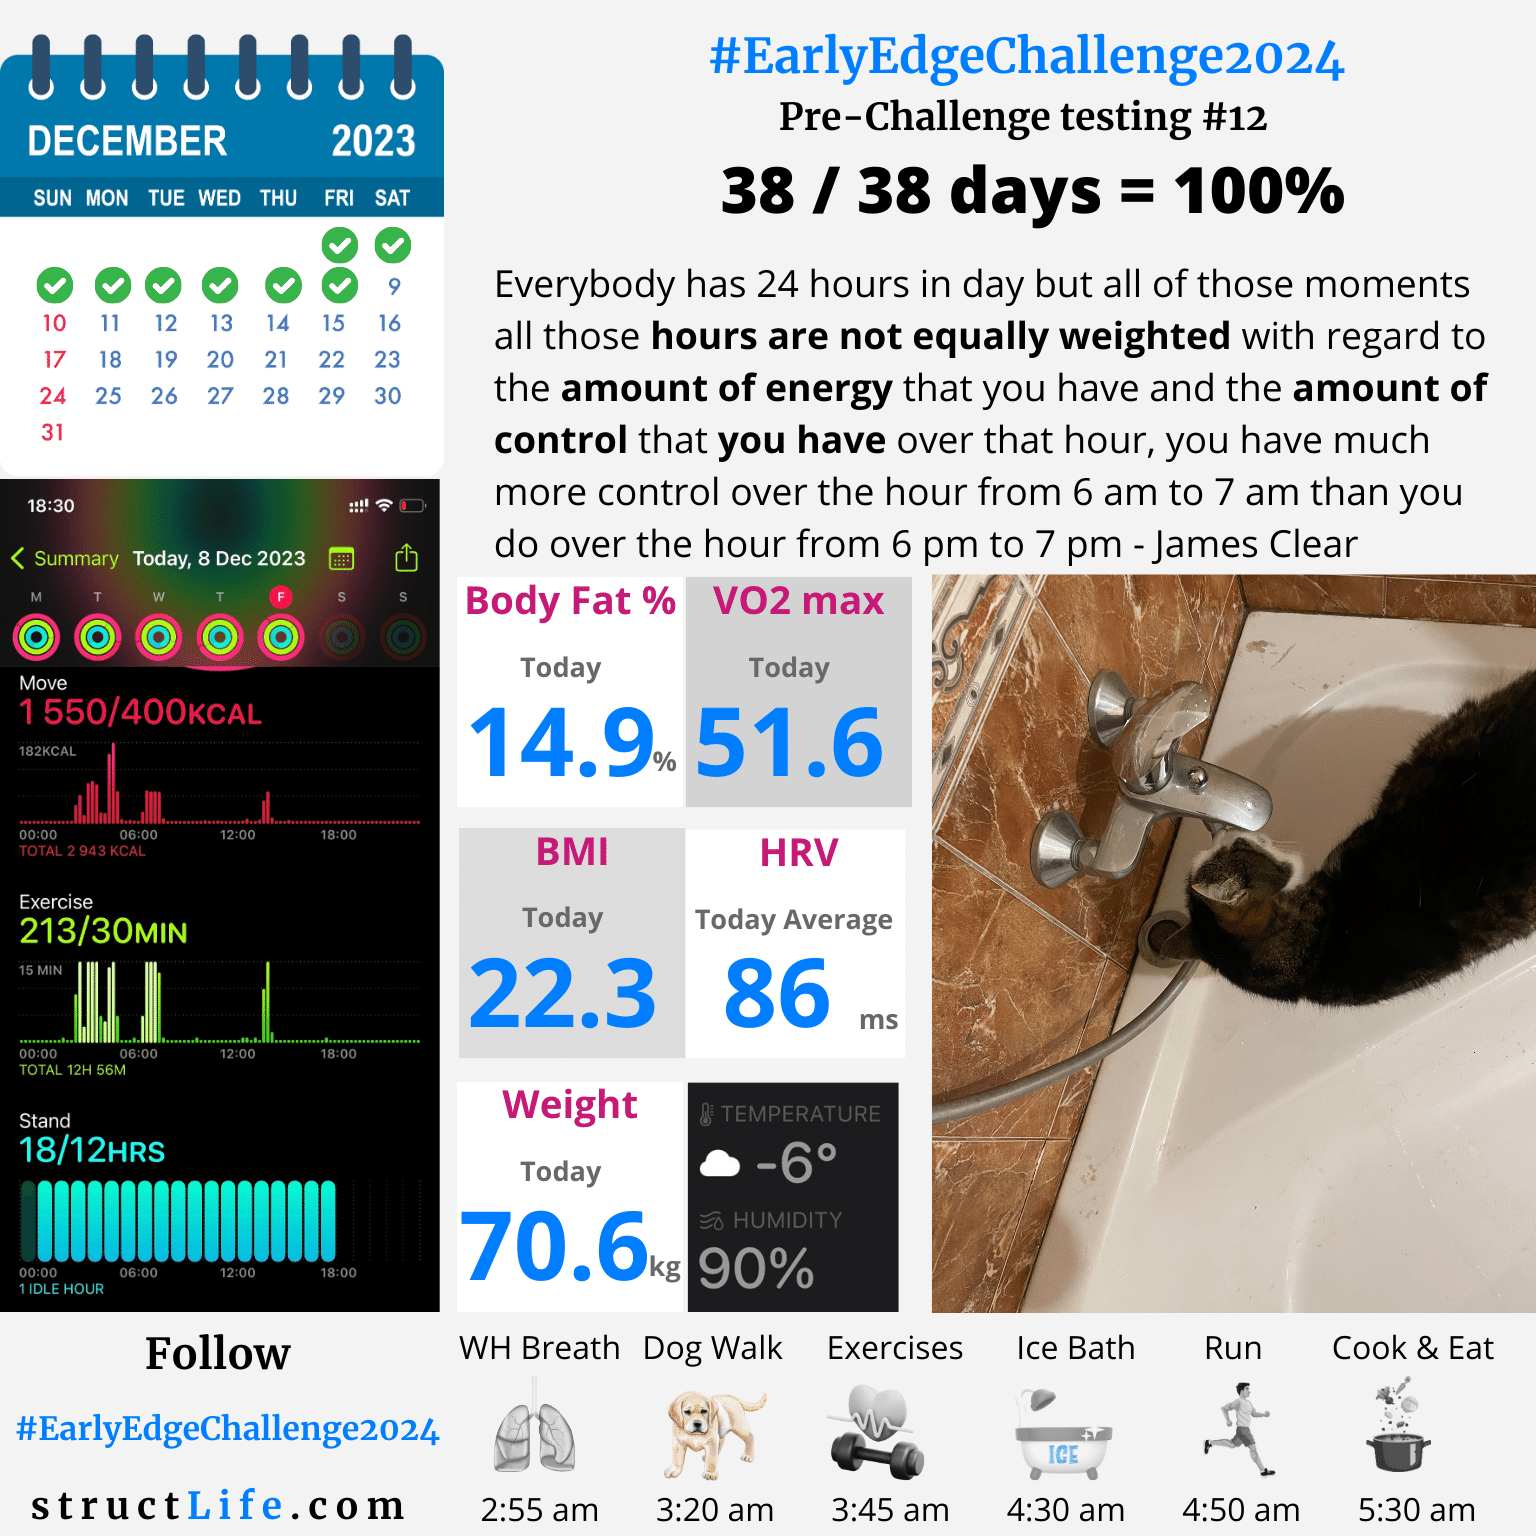 DECEMBER 2023
SUN MON TUE WED THU FRI SAT
9
10 11 12 13 14 15 16
17 18 19 20 21 22 23
24 25 26 27 28 29 30
31
#EarlyEdgeChallenge2024
Pre-Challenge testing #12
38 / 38 days = 100%
Everybody has 24 hours in day but all of those moments
all those hours are not equally weighted with regard to
the amount of energy that you have and the amount of
control that you have over that hour, you have much
more control over the hour from 6 am to 7 am than you
do over the hour from 6 pm to 7 pm - James Clear
18:30
Summary Today, 8 Dec 2023
M T W T F S S
Move
1 550/400KCAL
182KCAL
00:00 06:00 12:00 18:00
TOTAL 2 943 KCAL
Exercise
213/30MIN
15 MIN
00:00 06:00 12:00 18:00
TOTAL 12H 56M
Stand
18/12HRS
00:00 06:00 12:00 18:00
1 IDLE HOUR
Body Fat %
Today
14.9%
VO2 max
Today
51.6
BMI
Today
22.3
HRV
Today Average
86 ms
Weight
Today
70.6kg
TEMPERATURE
-6°
HUMIDITY
90%
Follow
#EarlyEdgeChallenge2024
structLife.com
WH Breath Dog Walk Exercises Ice Bath Run Cook & Eat
ICE
2:55 am 3:20 am 3:45 am 4:30 am 4:50 am 5:30 am